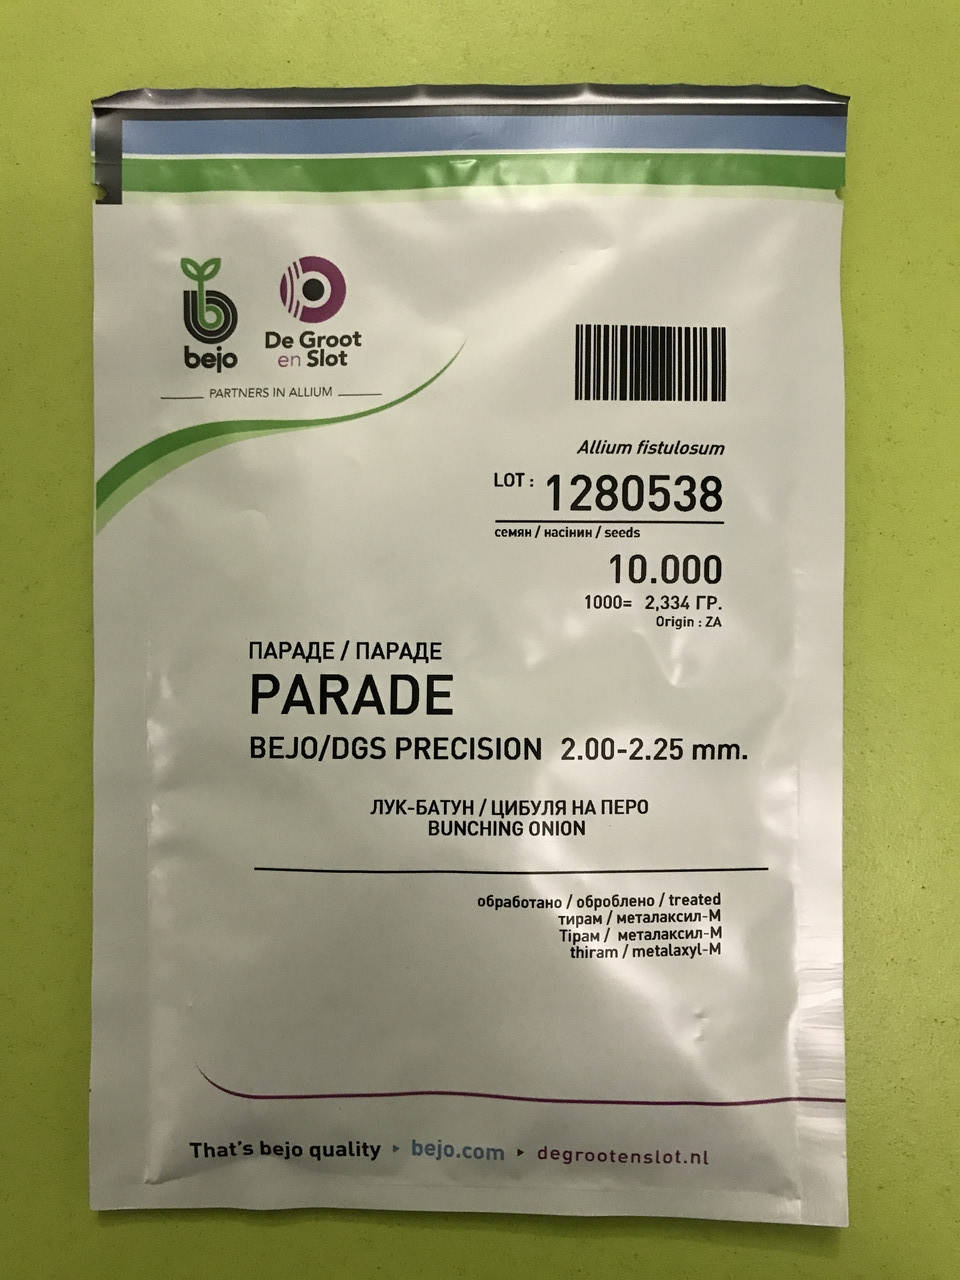 bejo
De Groot
en Slot
PARTNERS IN ALLIUM
Allium fistulosum
LOT : 1280538
семян / насінин / seeds
10.000
1000= 2,334 ГР.
Origin : ZA
ПАРАДЕ / ПАРАДЕ
PARADE
BEJO/DGS PRECISION 2.00-2.25 mm.
ЛУК-БАТУН / ЦИБУЛЯ НА ПЕРО
BUNCHING ONION
обработано / оброблено / treated
тирам / металаксил-М
Тірам / металаксил-М
thiram / metalaxyl-M
That's bejo quality ▸ bejo.com ▸ degrootenslot.nl